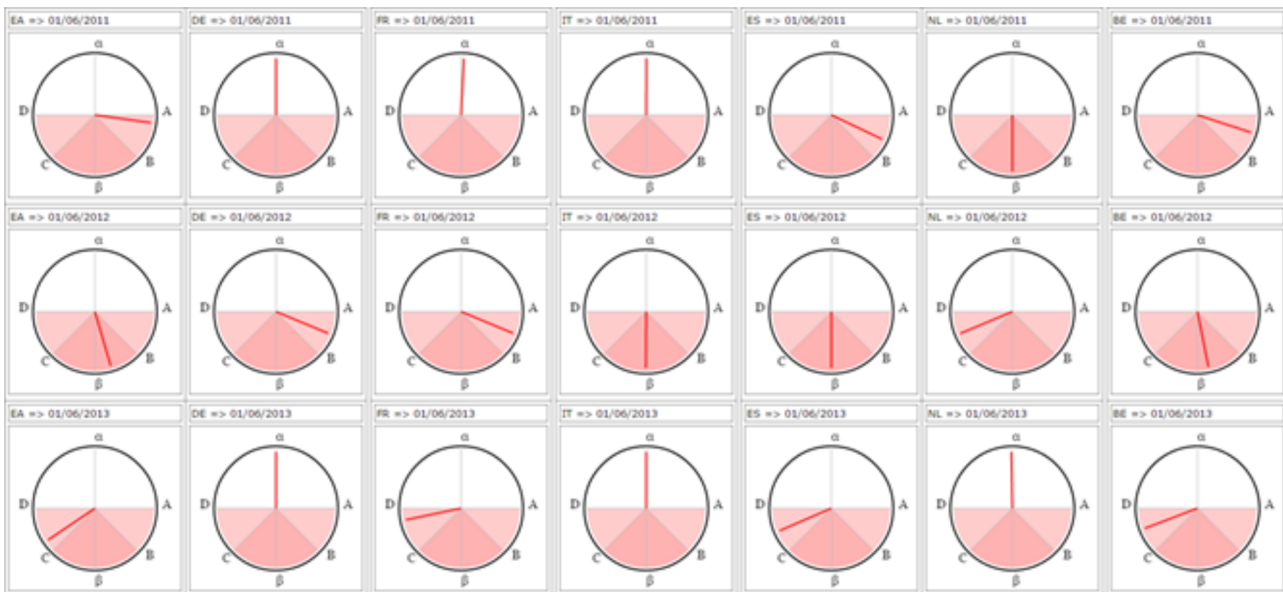 EA => 01/06/2011 DE => 01/06/2011 FR => 01/06/2011 IT => 01/06/2011 ES => 01/06/2011 NL => 01/06/2011 BE => 01/06/2011
α α α α α α α
D A D A D A D A D A D A D A
C B C B C B C B C B C B C B
β β β β β β β
EA => 01/06/2012 DE => 01/06/2012 FR => 01/06/2012 IT => 01/06/2012 ES => 01/06/2012 NL => 01/06/2012 BE => 01/06/2012
α α α α α α α
D A D A D A D A D A D A D A
C B C B C B C B C B C B C B
β β β β β β β
EA => 01/06/2013 DE => 01/06/2013 FR => 01/06/2013 IT => 01/06/2013 ES => 01/06/2013 NL => 01/06/2013 BE => 01/06/2013
α α α α α α α
D A D A D A D A D A D A D A
C B C B C B C B C B C B C B
β β β β β β β